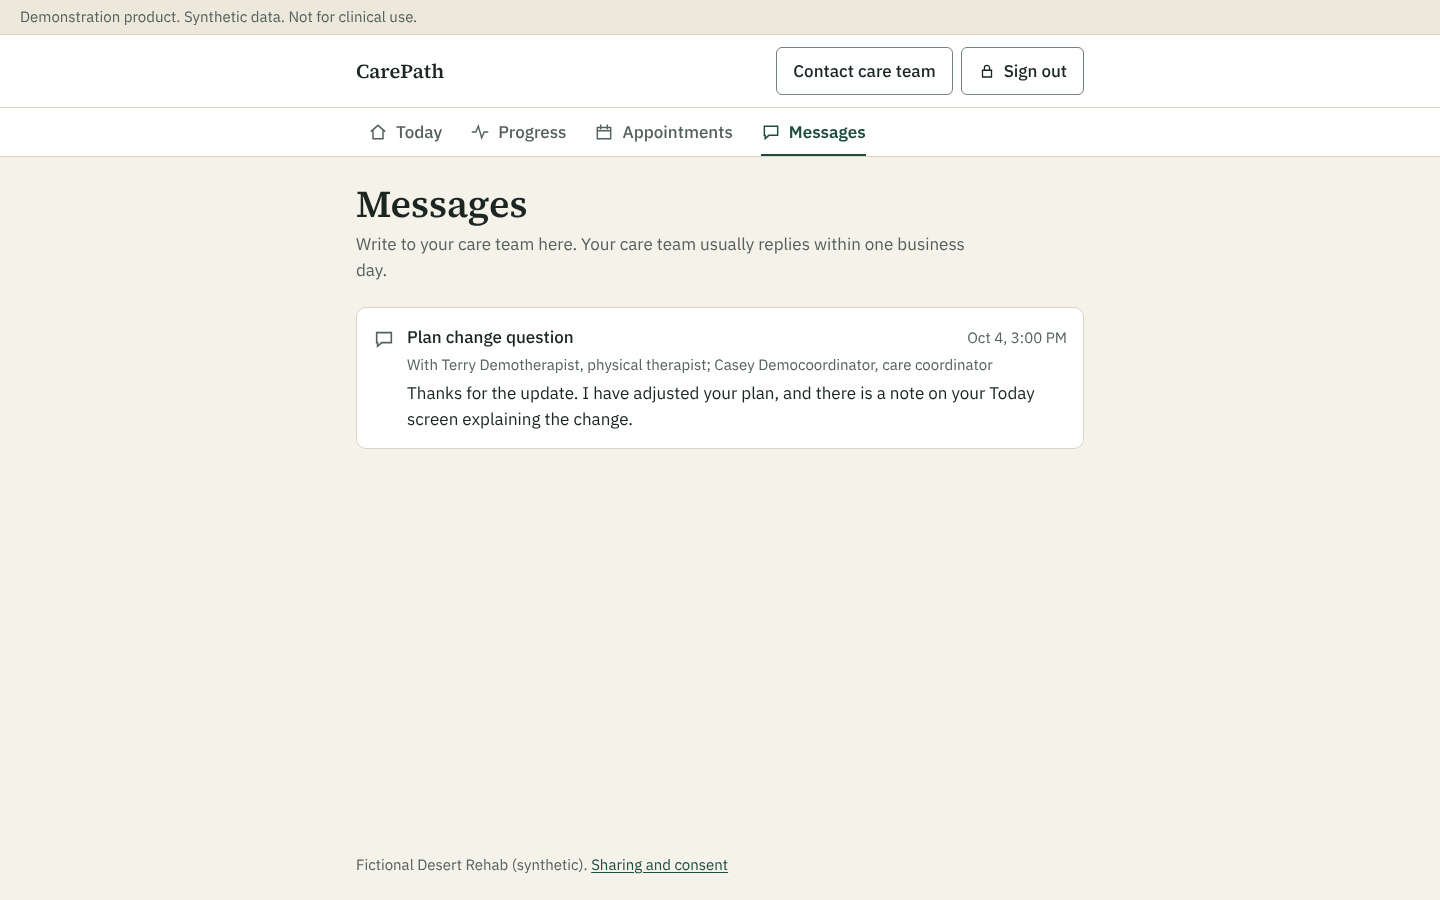 Demonstration product. Synthetic data. Not for clinical use.
CarePath
Contact care team
Sign out
Today
Progress
Appointments
Messages
Messages
Write to your care team here. Your care team usually replies within one business
day.
Plan change question
Oct 4, 3:00 PM
With Terry Demotherapist, physical therapist; Casey Democoordinator, care coordinator
Thanks for the update. I have adjusted your plan, and there is a note on your Today
screen explaining the change.
Fictional Desert Rehab (synthetic). Sharing and consent